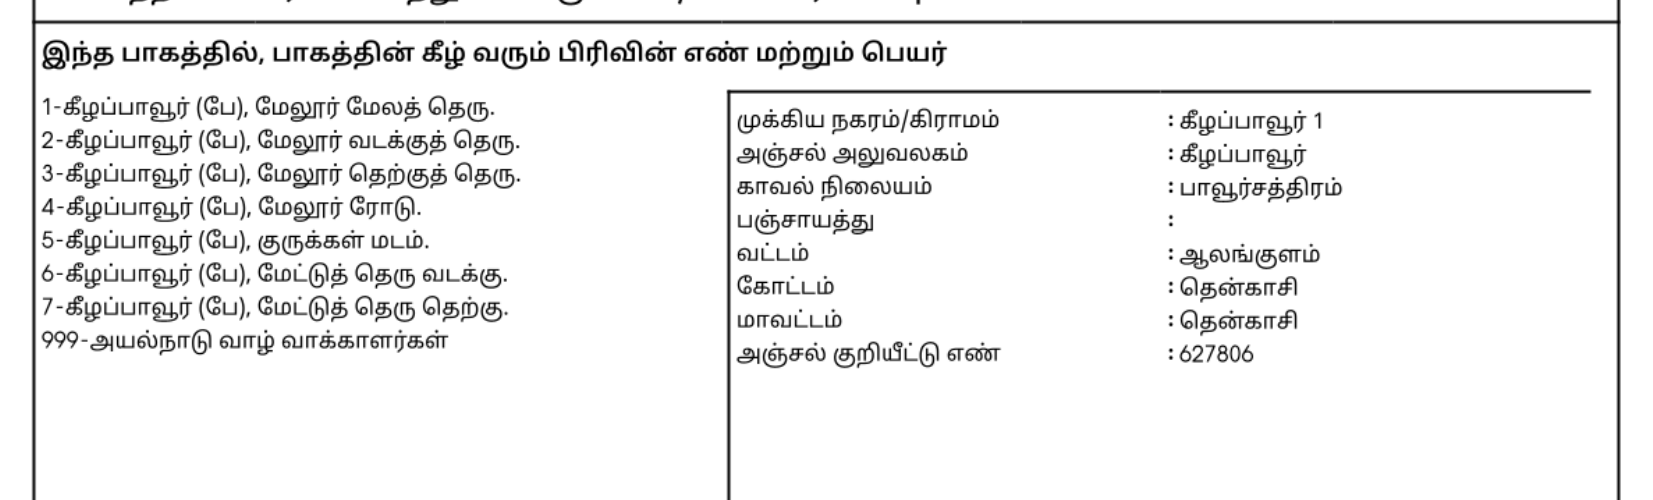 இந்த பாகத்தில், பாகத்தின் கீழ் வரும் பிரிவின் எண் மற்றும் பெயர்
1-கீழப்பாவூர் (பே), மேலூர் மேலத் தெரு.
2-கீழப்பாவூர் (பே), மேலூர் வடக்குத் தெரு.
3-கீழப்பாவூர் (பே), மேலூர் தெற்குத் தெரு.
4-கீழப்பாவூர் (பே), மேலூர் ரோடு.
5-கீழப்பாவூர் (பே), குருக்கள் மடம்.
6-கீழப்பாவூர் (பே), மேட்டுத் தெரு வடக்கு.
7-கீழப்பாவூர் (பே), மேட்டுத் தெரு தெற்கு.
999-அயல்நாடு வாழ் வாக்காளர்கள்
முக்கிய நகரம்/கிராமம் : கீழப்பாவூர் 1
அஞ்சல் அலுவலகம் : கீழப்பாவூர்
காவல் நிலையம் : பாவூர்சத்திரம்
பஞ்சாயத்து :
வட்டம் : ஆலங்குளம்
கோட்டம் : தென்காசி
மாவட்டம் : தென்காசி
அஞ்சல் குறியீட்டு எண் : 627806